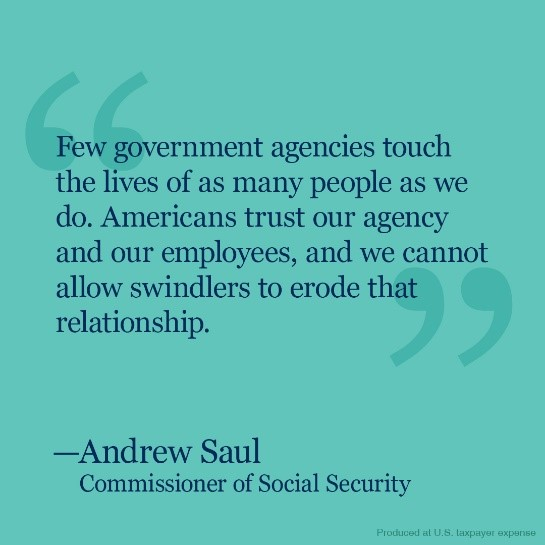 Few government agencies touch
the lives of as many people as we
do. Americans trust our agency
and our employees, and we cannot
allow swindlers to erode that
relationship.
—Andrew Saul
Commissioner of Social Security
Produced at U.S. taxpayer expense